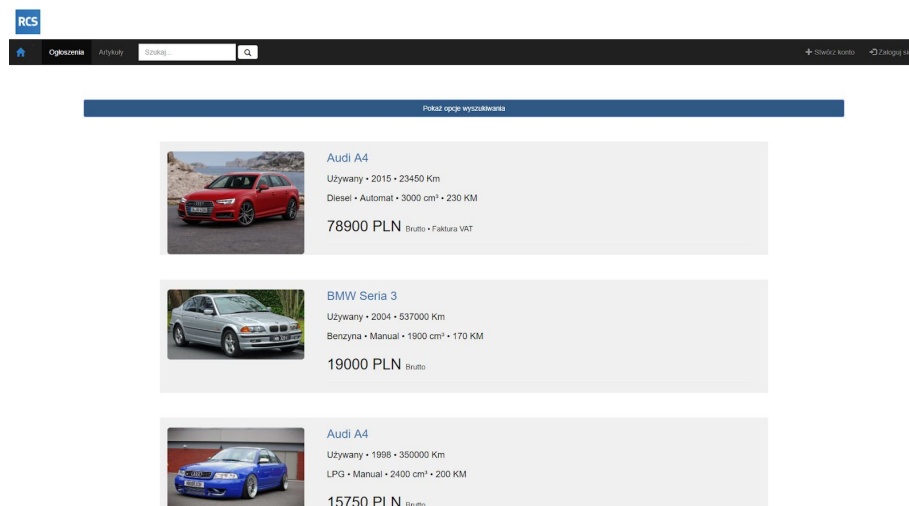 RCS
Ogłoszenia Artykuły Szukaj... Stwórz konto Zaloguj si
Pokaż opcje wyszukiwania
Audi A4
Używany • 2015 • 23450 Km
Diesel • Automat • 3000 cm³ • 230 KM
78900 PLN Brutto • Faktura VAT
BMW Seria 3
Używany • 2004 • 537000 Km
Benzyna • Manual • 1900 cm³ • 170 KM
19000 PLN Brutto
Audi A4
Używany • 1998 • 350000 Km
LPG • Manual • 2400 cm³ • 200 KM
15750 PLN Brutto